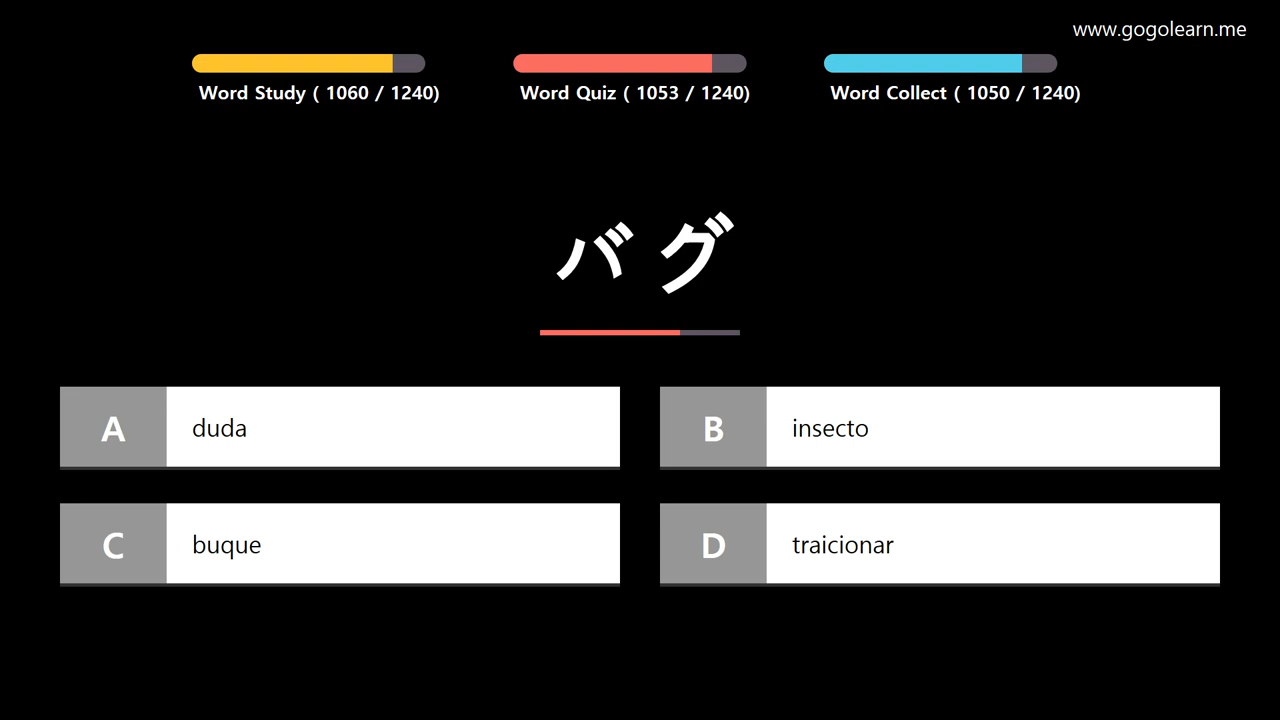 www.gogolearn.me
Word Study ( 1060 / 1240)
Word Quiz ( 1053 / 1240)
Word Collect ( 1050 / 1240)
バグ
A duda
B insecto
C buque
D traicionar